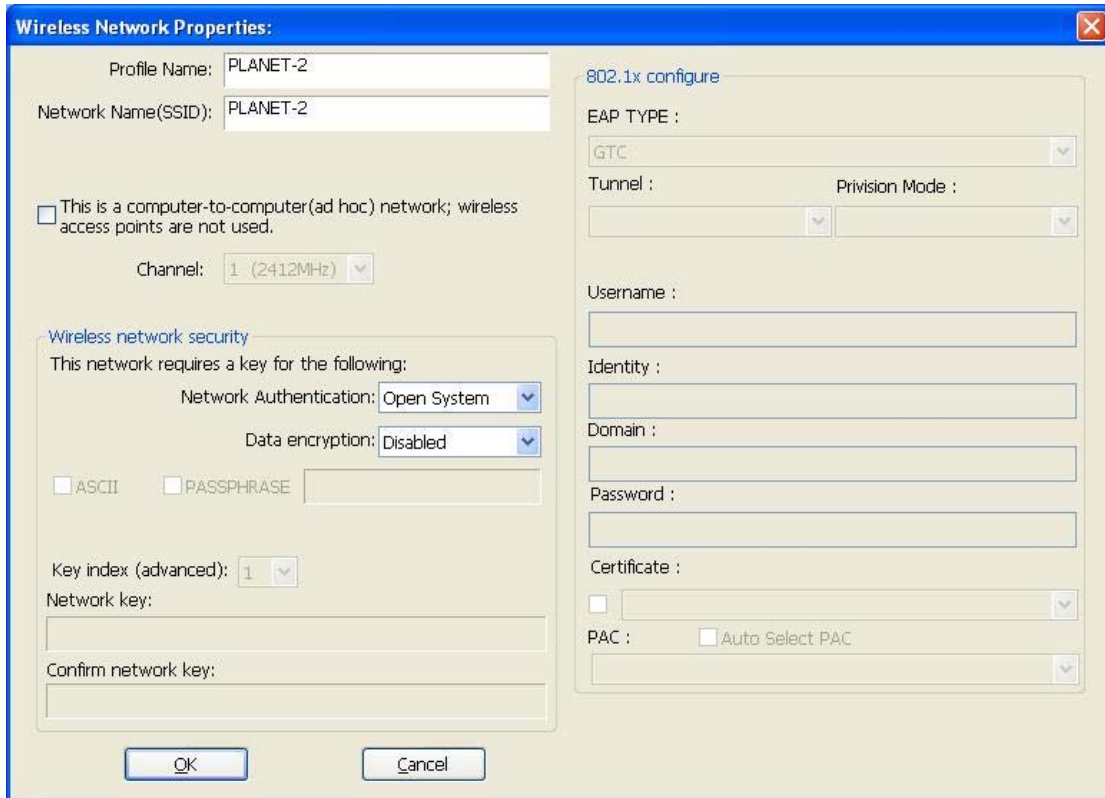 Wireless Network Properties:
Profile Name: PLANET-2
Network Name(SSID): PLANET-2
This is a computer-to-computer(ad hoc) network; wireless
access points are not used.
Channel: 1 (2412MHz)
Wireless network security
This network requires a key for the following:
Network Authentication: Open System
Data encryption: Disabled
ASCII PASSPHRASE
Key index (advanced): 1
Network key:
Confirm network key:
OK Cancel
802.1x configure
EAP TYPE :
GTC
Tunnel : Privision Mode :
Username :
Identity :
Domain :
Password :
Certificate :
PAC : Auto Select PAC